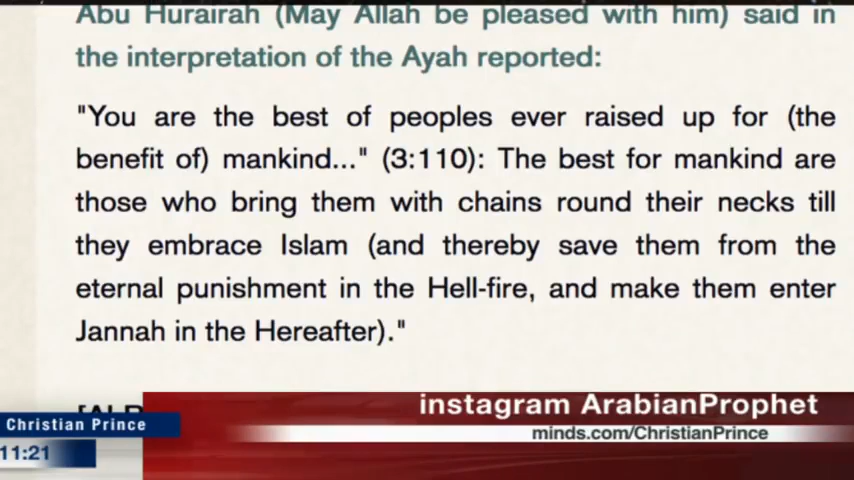 Abu Hurairah (May Allah be pleased with him) said in
the interpretation of the Ayah reported:
"You are the best of peoples ever raised up for (the
benefit of) mankind..." (3:110): The best for mankind are
those who bring them with chains round their necks till
they embrace Islam (and thereby save them from the
eternal punishment in the Hell-fire, and make them enter
Jannah in the Hereafter)."
instagram ArabianProphet
Christian Prince
minds.com/ChristianPrince
11:21